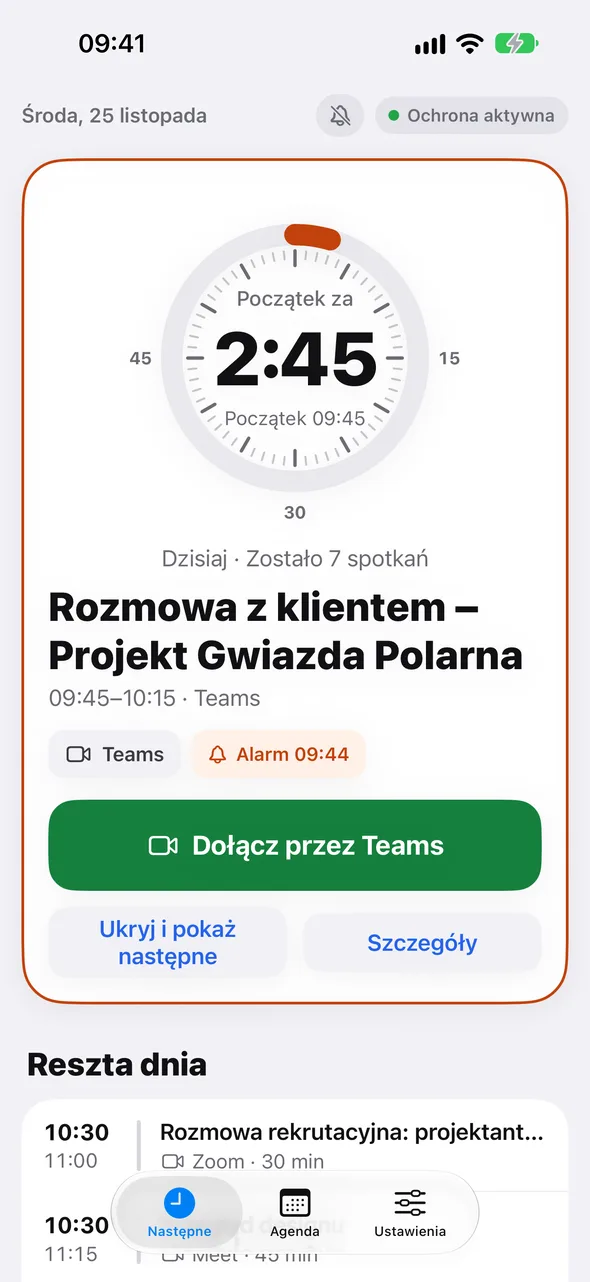 09:41
Środa, 25 listopada
Ochrona aktywna
Początek za
2:45
Początek 09:45
45
15
30
Dzisiaj · Zostało 7 spotkań
Rozmowa z klientem –
Projekt Gwiazda Polarna
09:45–10:15 · Teams
Teams
Alarm 09:44
Dołącz przez Teams
Ukryj i pokaż
następne
Szczegóły
Reszta dnia
10:30
Rozmowa rekrutacyjna: projektant...
11:00
Zoom · 30 min
10:30
11:15
Meet · 45 min
Następne
Agenda
Ustawienia